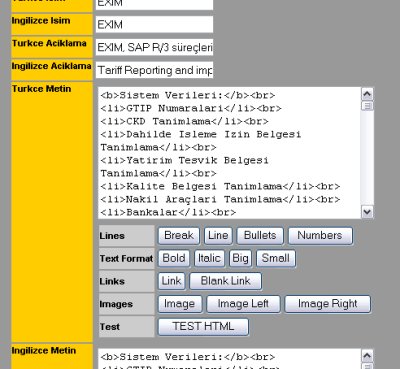 Turkce Isim EXIM
Ingilizce Isim EXIM
Turkce Aciklama EXIM, SAP R/3 süreçleri
Ingilizce Aciklama Tariff Reporting and imp
Turkce Metin
<b>Sistem Verileri:</b><br>
<li>GTIP Numaralari</li><br>
<li>CKD Tanimlama</li><br>
<li>Dahilde Isleme Izin Belgesi
Tanimlama</li><br>
<li>Yatirim Tesvik Belgesi
Tanimlama</li><br>
<li>Kalite Belgesi Tanimlama</li><br>
<li>Nakil Araçlari Tanimlama</li><br>
<li>Bankalar</li><br>
Lines Break Line Bullets Numbers
Text Format Bold Italic Big Small
Links Link Blank Link
Images Image Image Left Image Right
Test TEST HTML
Ingilizce Metin
<b>Sistem Verileri:</b><br>
<li>GTIP Numaralari</li><br>